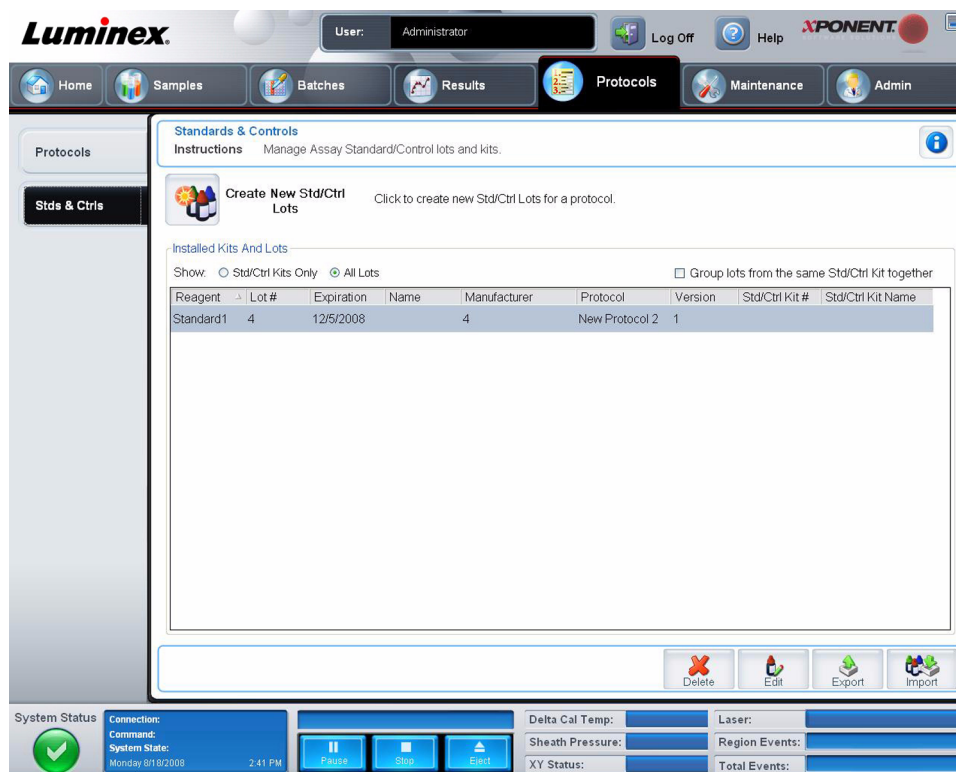 Luminex.
User: Administrator
Log Off
Help
XPONENT.
Home
Samples
Batches
Results
Protocols
Maintenance
Admin
Protocols
Stds & Ctrls
Standards & Controls
Instructions Manage Assay Standard/Control lots and kits.
Create New Std/Ctrl
Lots
Click to create new Std/Ctrl Lots for a protocol.
Installed Kits And Lots
Show: Std/Ctrl Kits Only All Lots
Group lots from the same Std/Ctrl Kit together
Reagent Lot # Expiration Name Manufacturer Protocol Version Std/Ctrl Kit # Std/Ctrl Kit Name
Standard1 4 12/5/2008 4 New Protocol 2 1
Delete
Edit
Export
Import
System Status
Connection:
Command:
System State:
Monday 8/18/2008 2:41 PM
Pause
Stop
Eject
Delta Cal Temp:
Sheath Pressure:
XY Status:
Laser:
Region Events:
Total Events: